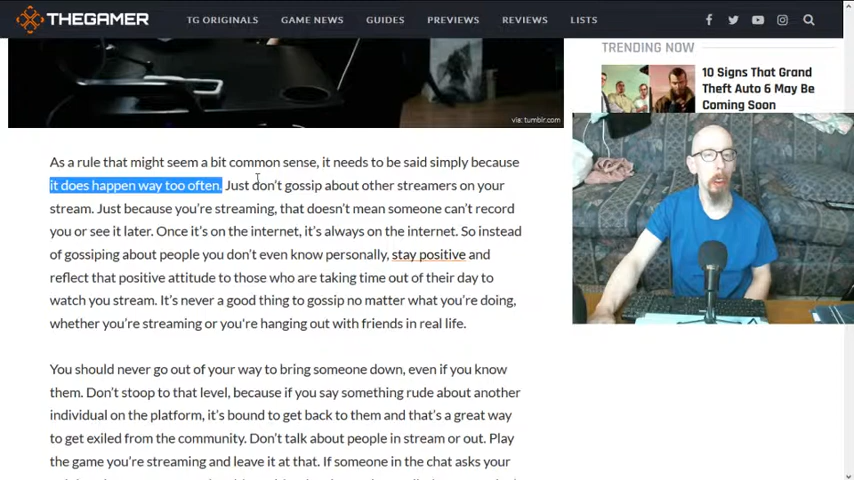 THEGAMER
TG ORIGINALS
GAME NEWS
GUIDES
PREVIEWS
REVIEWS
LISTS
via: tumblr.com
TRENDING NOW
10 Signs That Grand
Theft Auto 6 May Be
Coming Soon
As a rule that might seem a bit common sense, it needs to be said simply because
it does happen way too often. Just don't gossip about other streamers on your
stream. Just because you're streaming, that doesn't mean someone can't record
you or see it later. Once it's on the internet, it's always on the internet. So instead
of gossiping about people you don't even know personally, stay positive and
reflect that positive attitude to those who are taking time out of their day to
watch you stream. It's never a good thing to gossip no matter what you're doing,
whether you're streaming or you're hanging out with friends in real life.
You should never go out of your way to bring someone down, even if you know
them. Don't stoop to that level, because if you say something rude about another
individual on the platform, it's bound to get back to them and that's a great way
to get exiled from the community. Don't talk about people in stream or out. Play
the game you're streaming and leave it at that. If someone in the chat asks your